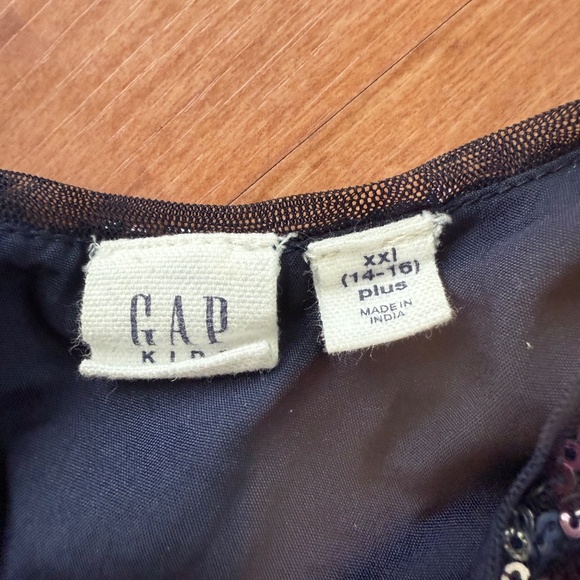 GAP
xxl
(14-16)
plus
MADE IN
INDIA